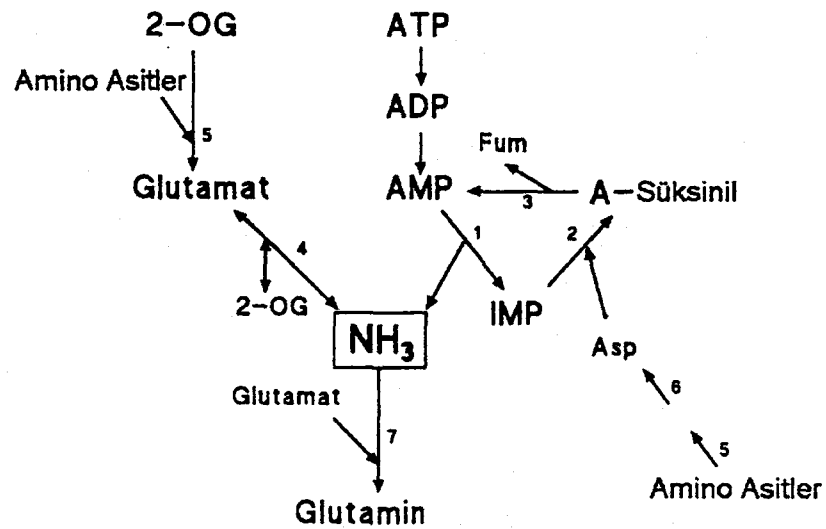 2-OG
ATP
Amino Asitler
ADP
5
Fum
Glutamat
AMP
3
A-Süksinil
4
1
2
2-OG
IMP
NH₃
Asp
Glutamat
6
7
5
Glutamin
Amino Asitler